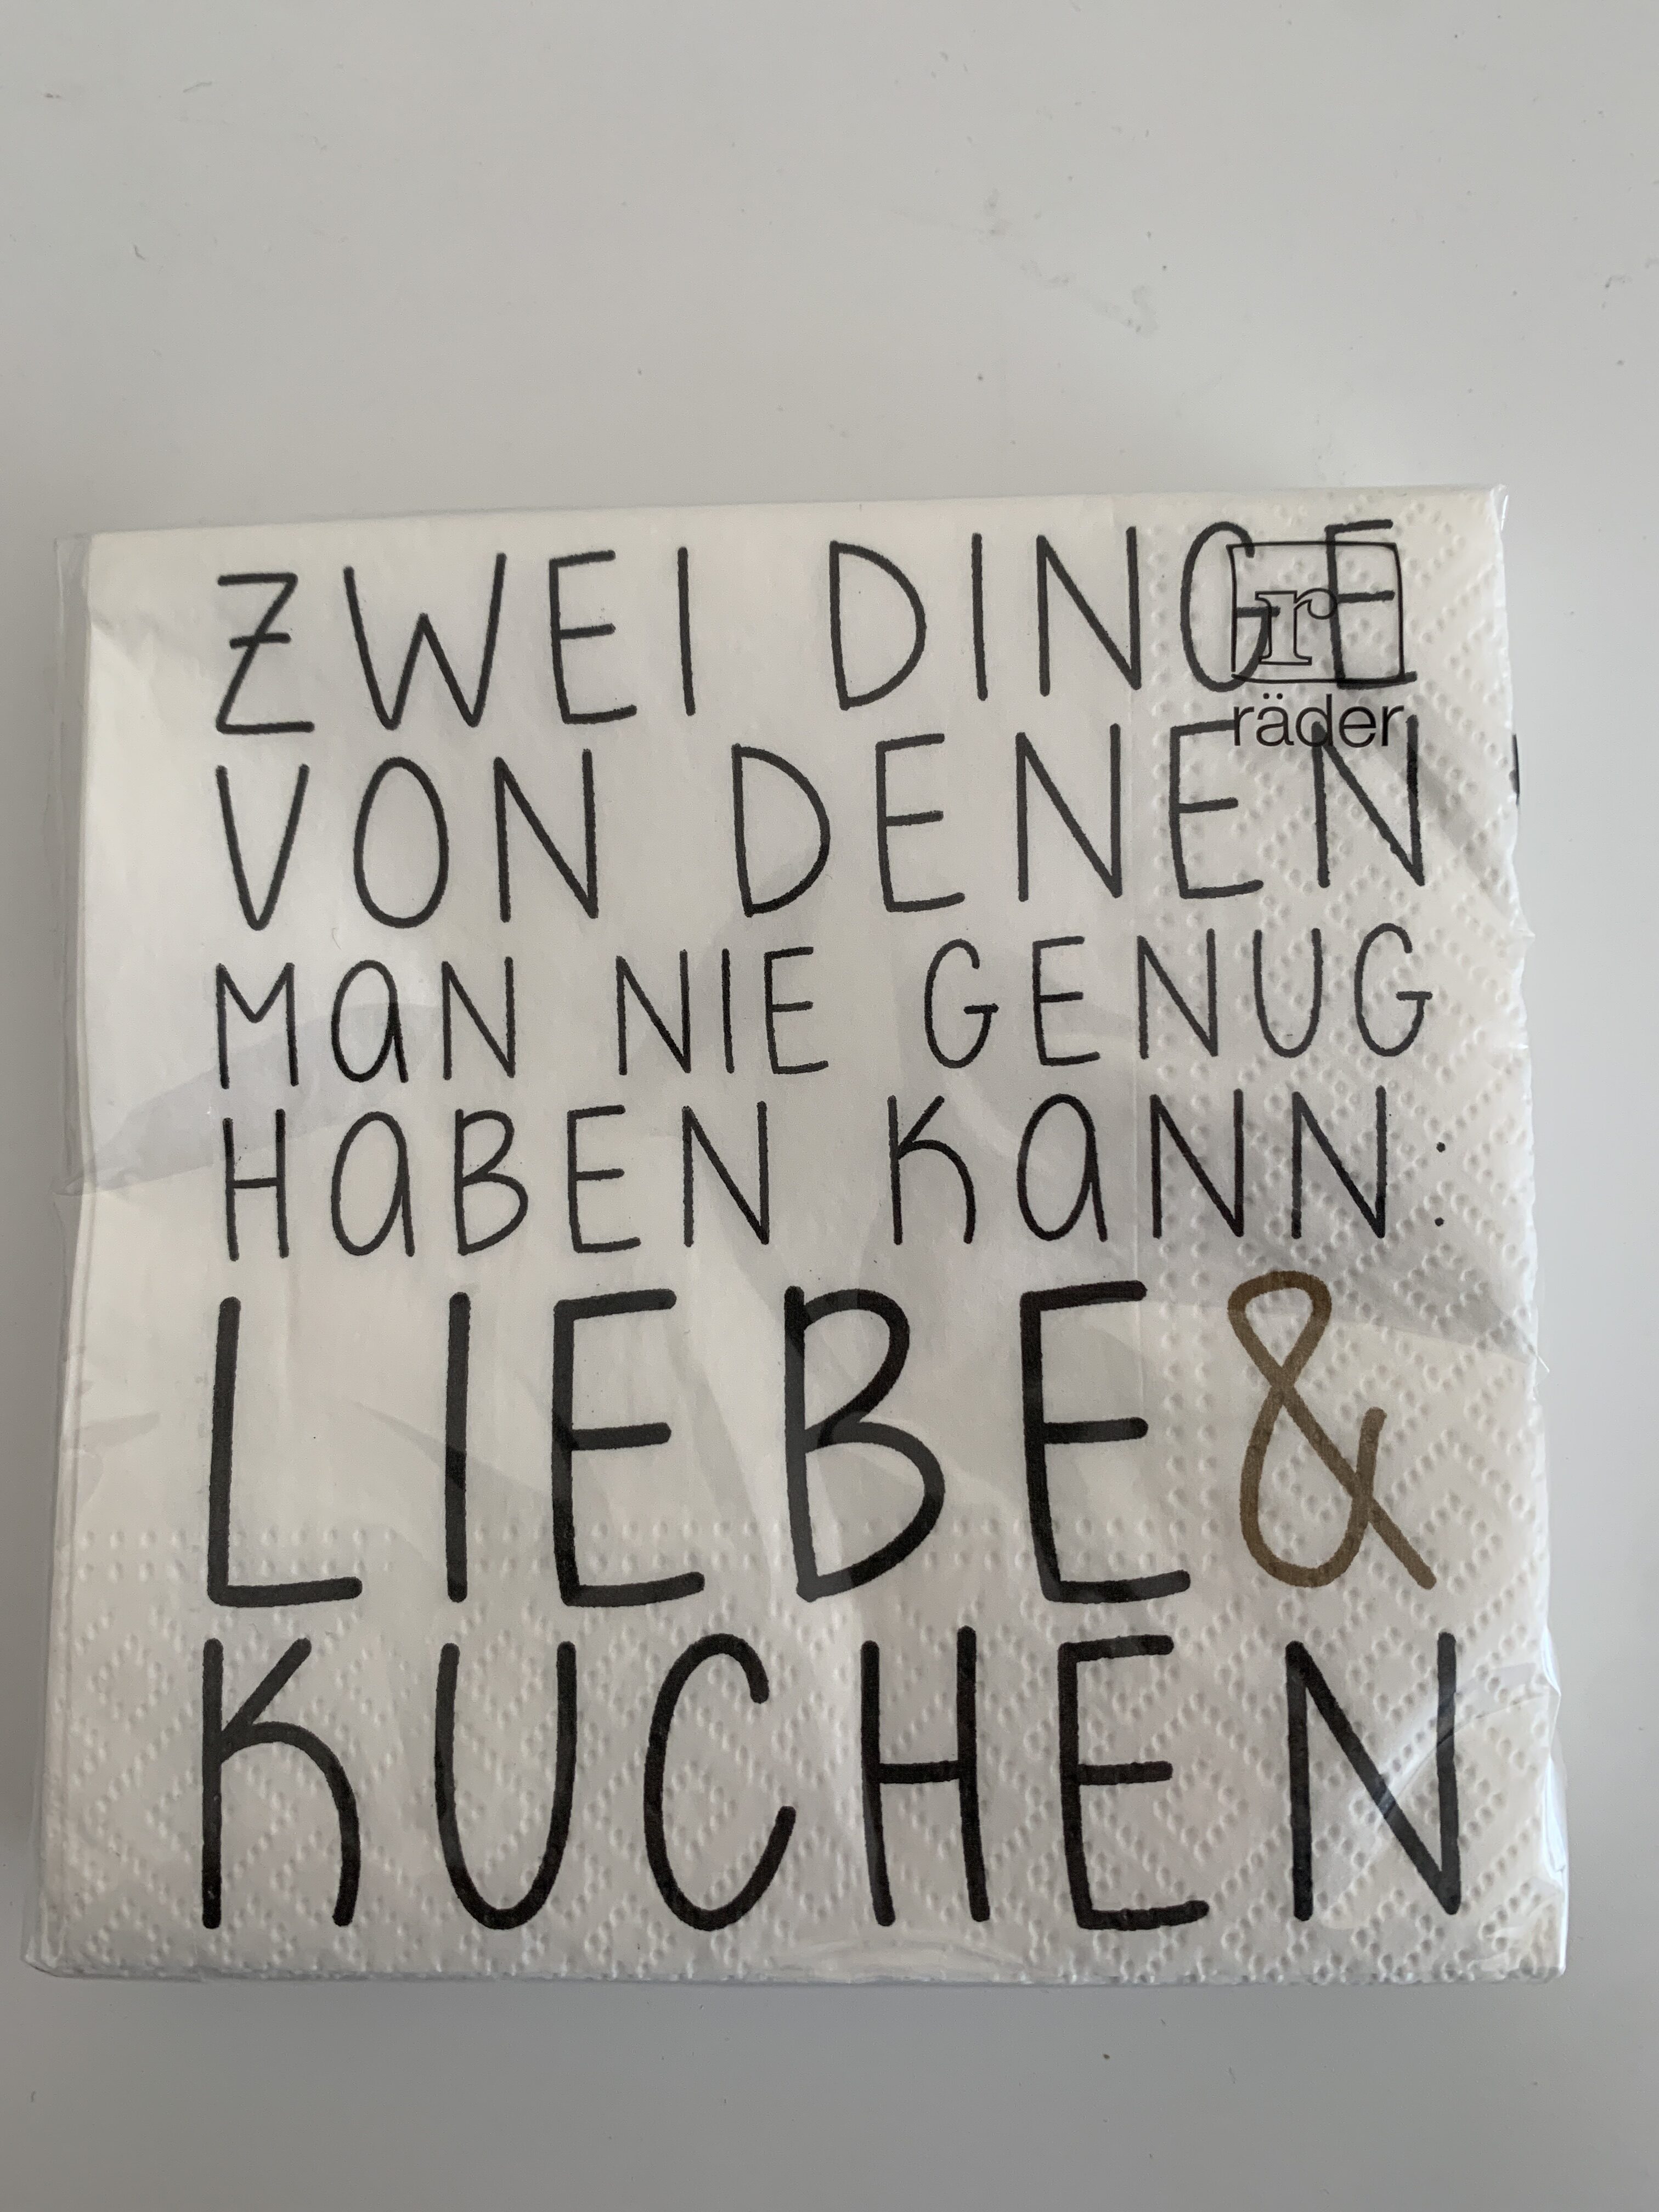 ZWEI DINGE
räder
VON DENEN
MAN NIE GENUG
HABEN KANN:
LIEBE &
KUCHEN